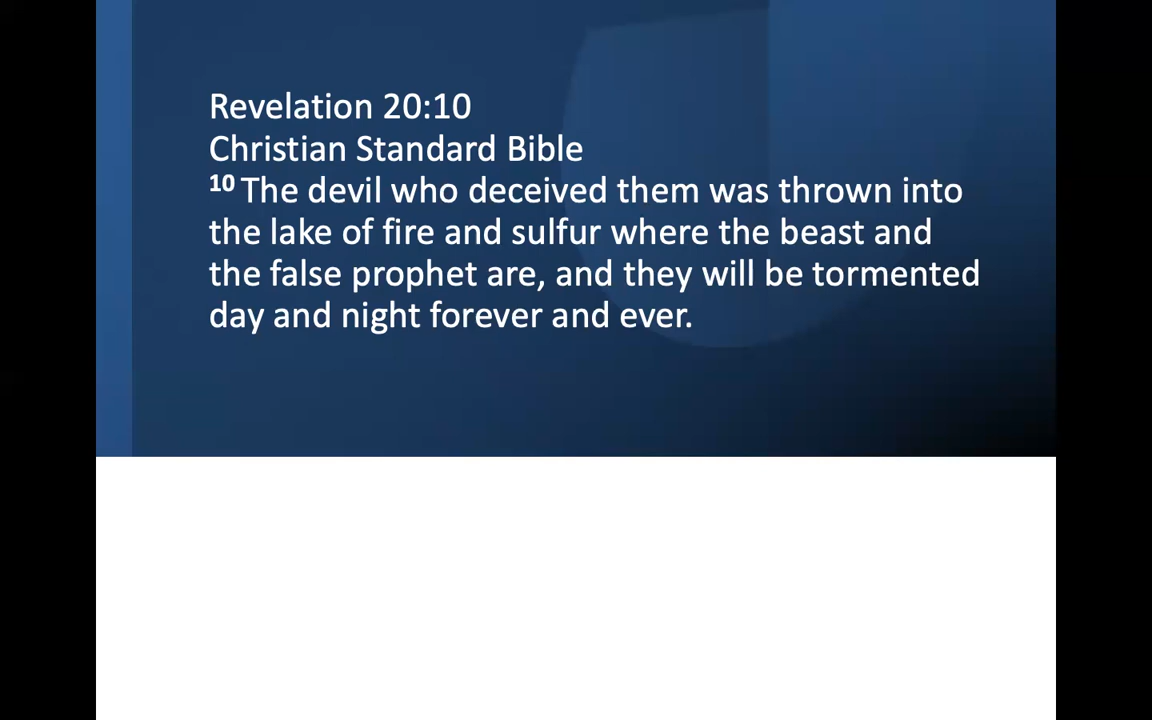 Revelation 20:10
Christian Standard Bible
10 The devil who deceived them was thrown into
the lake of fire and sulfur where the beast and
the false prophet are, and they will be tormented
day and night forever and ever.